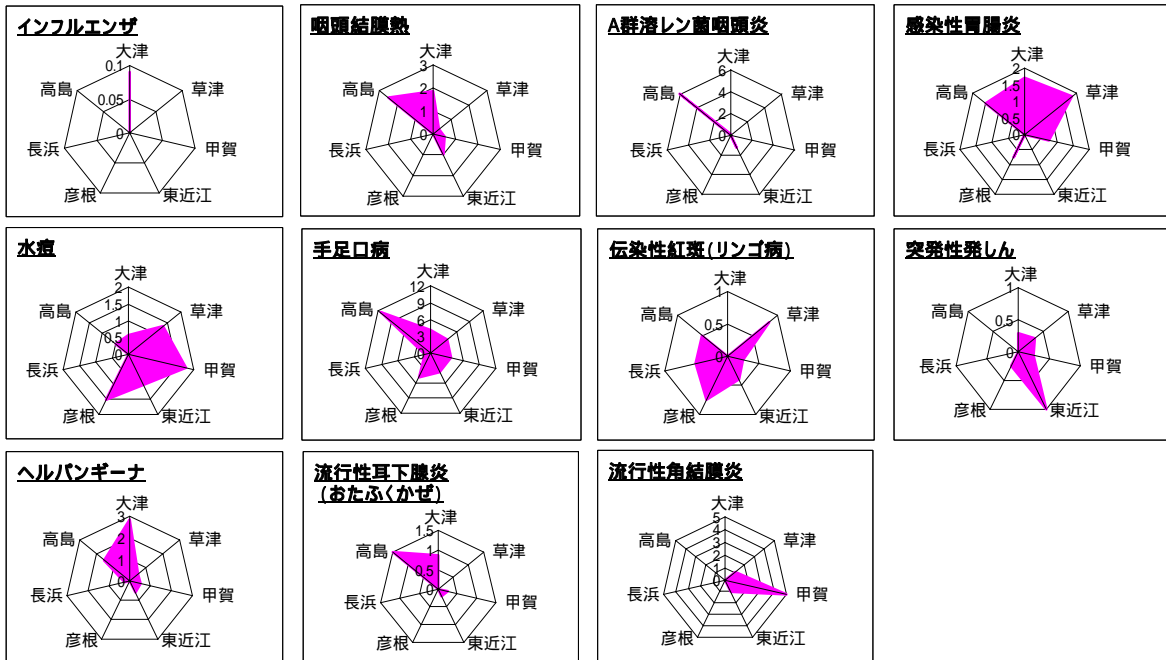 インフルエンザ
大津
0.1
高島
草津
0.05
0
長浜
甲賀
彦根
東近江
咽頭結膜熱
大津
3
高島
2
草津
1
0
長浜
甲賀
彦根
東近江
A群溶レン菌咽頭炎
大津
6
高島
4
草津
2
0
長浜
甲賀
彦根
東近江
感染性胃腸炎
大津
2
1.5
高島
1
草津
0.5
0
長浜
甲賀
彦根
東近江
水痘
大津
2
1.5
高島
1
草津
0.5
0
長浜
甲賀
彦根
東近江
手足口病
大津
12
9
高島
6
草津
3
0
長浜
甲賀
彦根
東近江
伝染性紅斑(リンゴ病)
大津
1
高島
0.5
草津
0
長浜
甲賀
彦根
東近江
突発性発しん
大津
1
高島
0.5
草津
0
長浜
甲賀
彦根
東近江
ヘルパンギーナ
大津
3
高島
2
草津
1
0
長浜
甲賀
彦根
東近江
流行性耳下腺炎
(おたふくかぜ)
大津
1.5
高島
1
草津
0.5
0
長浜
甲賀
彦根
東近江
流行性角結膜炎
大津
5
4
高島
3
草津
2
1
0
長浜
甲賀
彦根
東近江